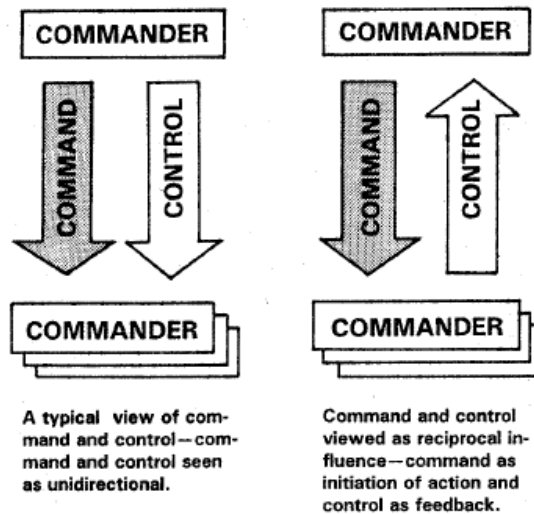 COMMANDER
COMMAND
CONTROL
COMMANDER
A typical view of com-
mand and control—com-
mand and control seen
as unidirectional.
COMMANDER
COMMAND
CONTROL
COMMANDER
Command and control
viewed as reciprocal in-
fluence—command as
initiation of action and
control as feedback.